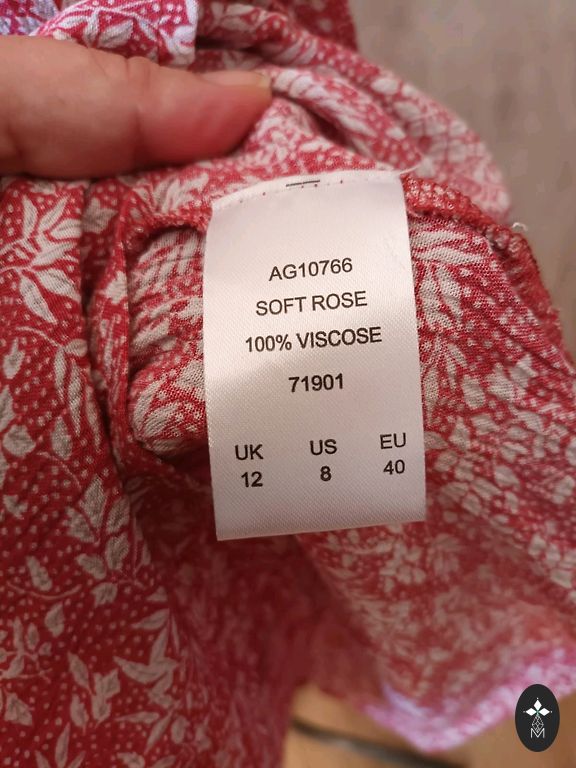 AG10766
SOFT ROSE
100% VISCOSE
71901
UK US EU
12 8 40